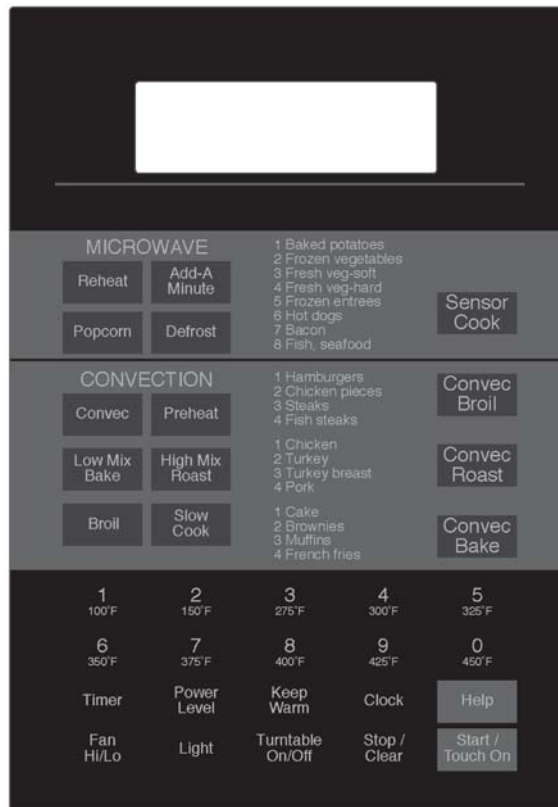 MICROWAVE
Reheat
Add-A
Minute
Popcorn
Defrost
1 Baked potatoes
2 Frozen vegetables
3 Fresh veg-soft
4 Fresh veg-hard
5 Frozen entrees
6 Hot dogs
7 Bacon
8 Fish, seafood
Sensor
Cook
CONVECTION
Convec
Preheat
Low Mix
Bake
High Mix
Roast
Broil
Slow
Cook
1 Hamburgers
2 Chicken pieces
3 Steaks
4 Fish steaks
Convec
Broil
1 Chicken
2 Turkey
3 Turkey breast
4 Pork
Convec
Roast
1 Cake
2 Brownies
3 Muffins
4 French fries
Convec
Bake
1 2 3 4 5
100°F 150°F 275°F 300°F 325°F
6 7 8 9 0
350°F 375°F 400°F 425°F 450°F
Timer
Power
Level
Keep
Warm
Clock
Help
Fan
Hi/Lo
Light
Turntable
On/Off
Stop /
Clear
Start /
Touch On